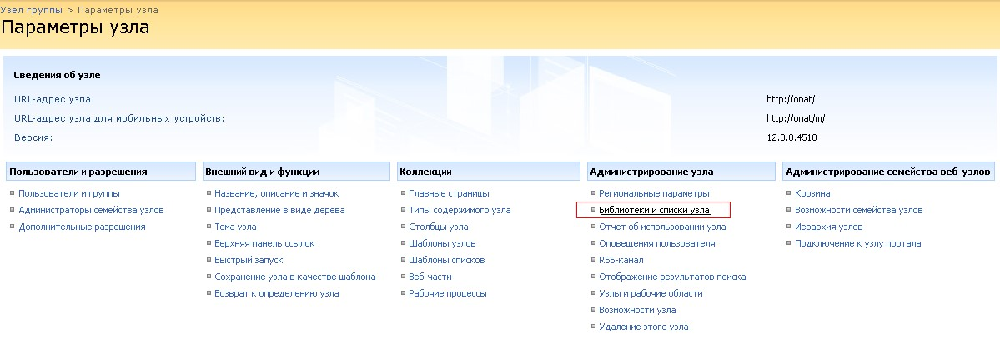 Узел группы > Параметры узла
Параметры узла
Сведения об узле
URL-адрес узла: http://onat/
URL-адрес узла для мобильных устройств: http://onat/m/
Версия: 12.0.0.4518
Пользователи и разрешения
Пользователи и группы
Администраторы семейства узлов
Дополнительные разрешения
Внешний вид и функции
Название, описание и значок
Представление в виде дерева
Тема узла
Верхняя панель ссылок
Быстрый запуск
Сохранение узла в качестве шаблона
Возврат к определению узла
Коллекции
Главные страницы
Типы содержимого узла
Столбцы узла
Шаблоны узлов
Шаблоны списков
Веб-части
Рабочие процессы
Администрирование узла
Региональные параметры
Библиотеки и списки узла
Отчет об использовании узла
Оповещения пользователя
RSS-канал
Отображение результатов поиска
Узлы и рабочие области
Возможности узла
Удаление этого узла
Администрирование семейства веб-узлов
Корзина
Возможности семейства узлов
Иерархия узлов
Подключение к узлу портала